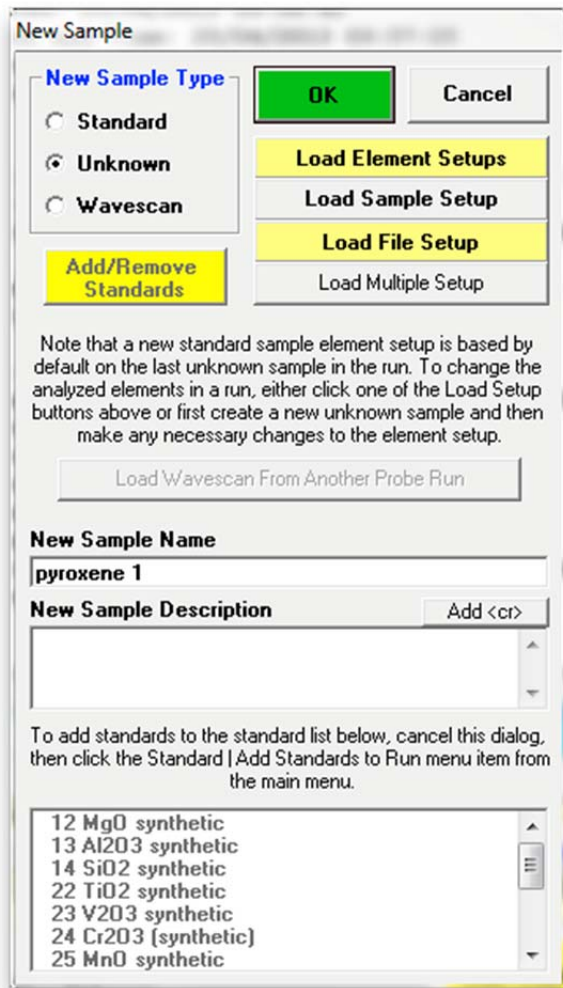 New Sample
New Sample Type
Standard
Unknown
Wavescan
OK
Cancel
Load Element Setups
Load Sample Setup
Load File Setup
Load Multiple Setup
Add/Remove
Standards
Note that a new standard sample element setup is based by
default on the last unknown sample in the run. To change the
analyzed elements in a run, either click one of the Load Setup
buttons above or first create a new unknown sample and then
make any necessary changes to the element setup.
Load Wavescan From Another Probe Run
New Sample Name
pyroxene 1
New Sample Description
Add <cr>
To add standards to the standard list below, cancel this dialog,
then click the Standard | Add Standards to Run menu item from
the main menu.
12 MgO synthetic
13 Al2O3 synthetic
14 SiO2 synthetic
22 TiO2 synthetic
23 V2O3 synthetic
24 Cr2O3 (synthetic)
25 MnO synthetic